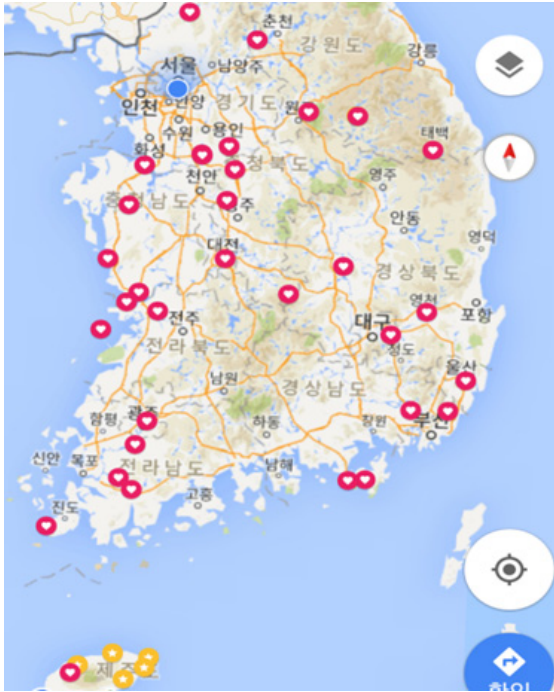 춘천
강원도
강릉
서울
남양주
인천
안양
경기도
원
수원
용인
태백
화성
청북도
천안
영주
충청남도
주
안동
영덕
대전
경상북도
영천
포항
대구
전주
전라북도
청도
울산
남원
경상남도
함평
광주
하동
창원
부산
신안
목포
전라남도
남해
고흥
진도
제주도
확인